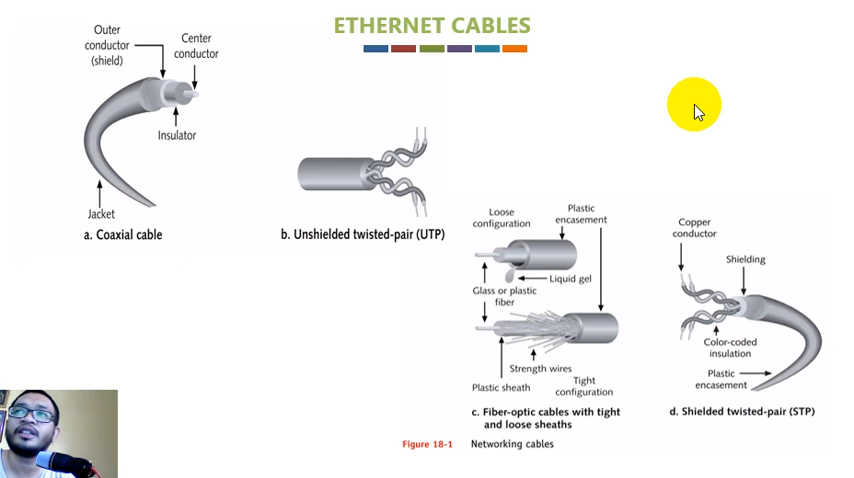 ETHERNET CABLES
Outer
conductor
(shield)
Center
conductor
Insulator
Jacket
a. Coaxial cable
b. Unshielded twisted-pair (UTP)
Loose
configuration
Plastic
encasement
Liquid gel
Glass or plastic
fiber
Strength wires
Plastic sheath
Tight
configuration
c. Fiber-optic cables with tight
and loose sheaths
Copper
conductor
Shielding
Color-coded
insulation
Plastic
encasement
d. Shielded twisted-pair (STP)
Figure 18-1 Networking cables